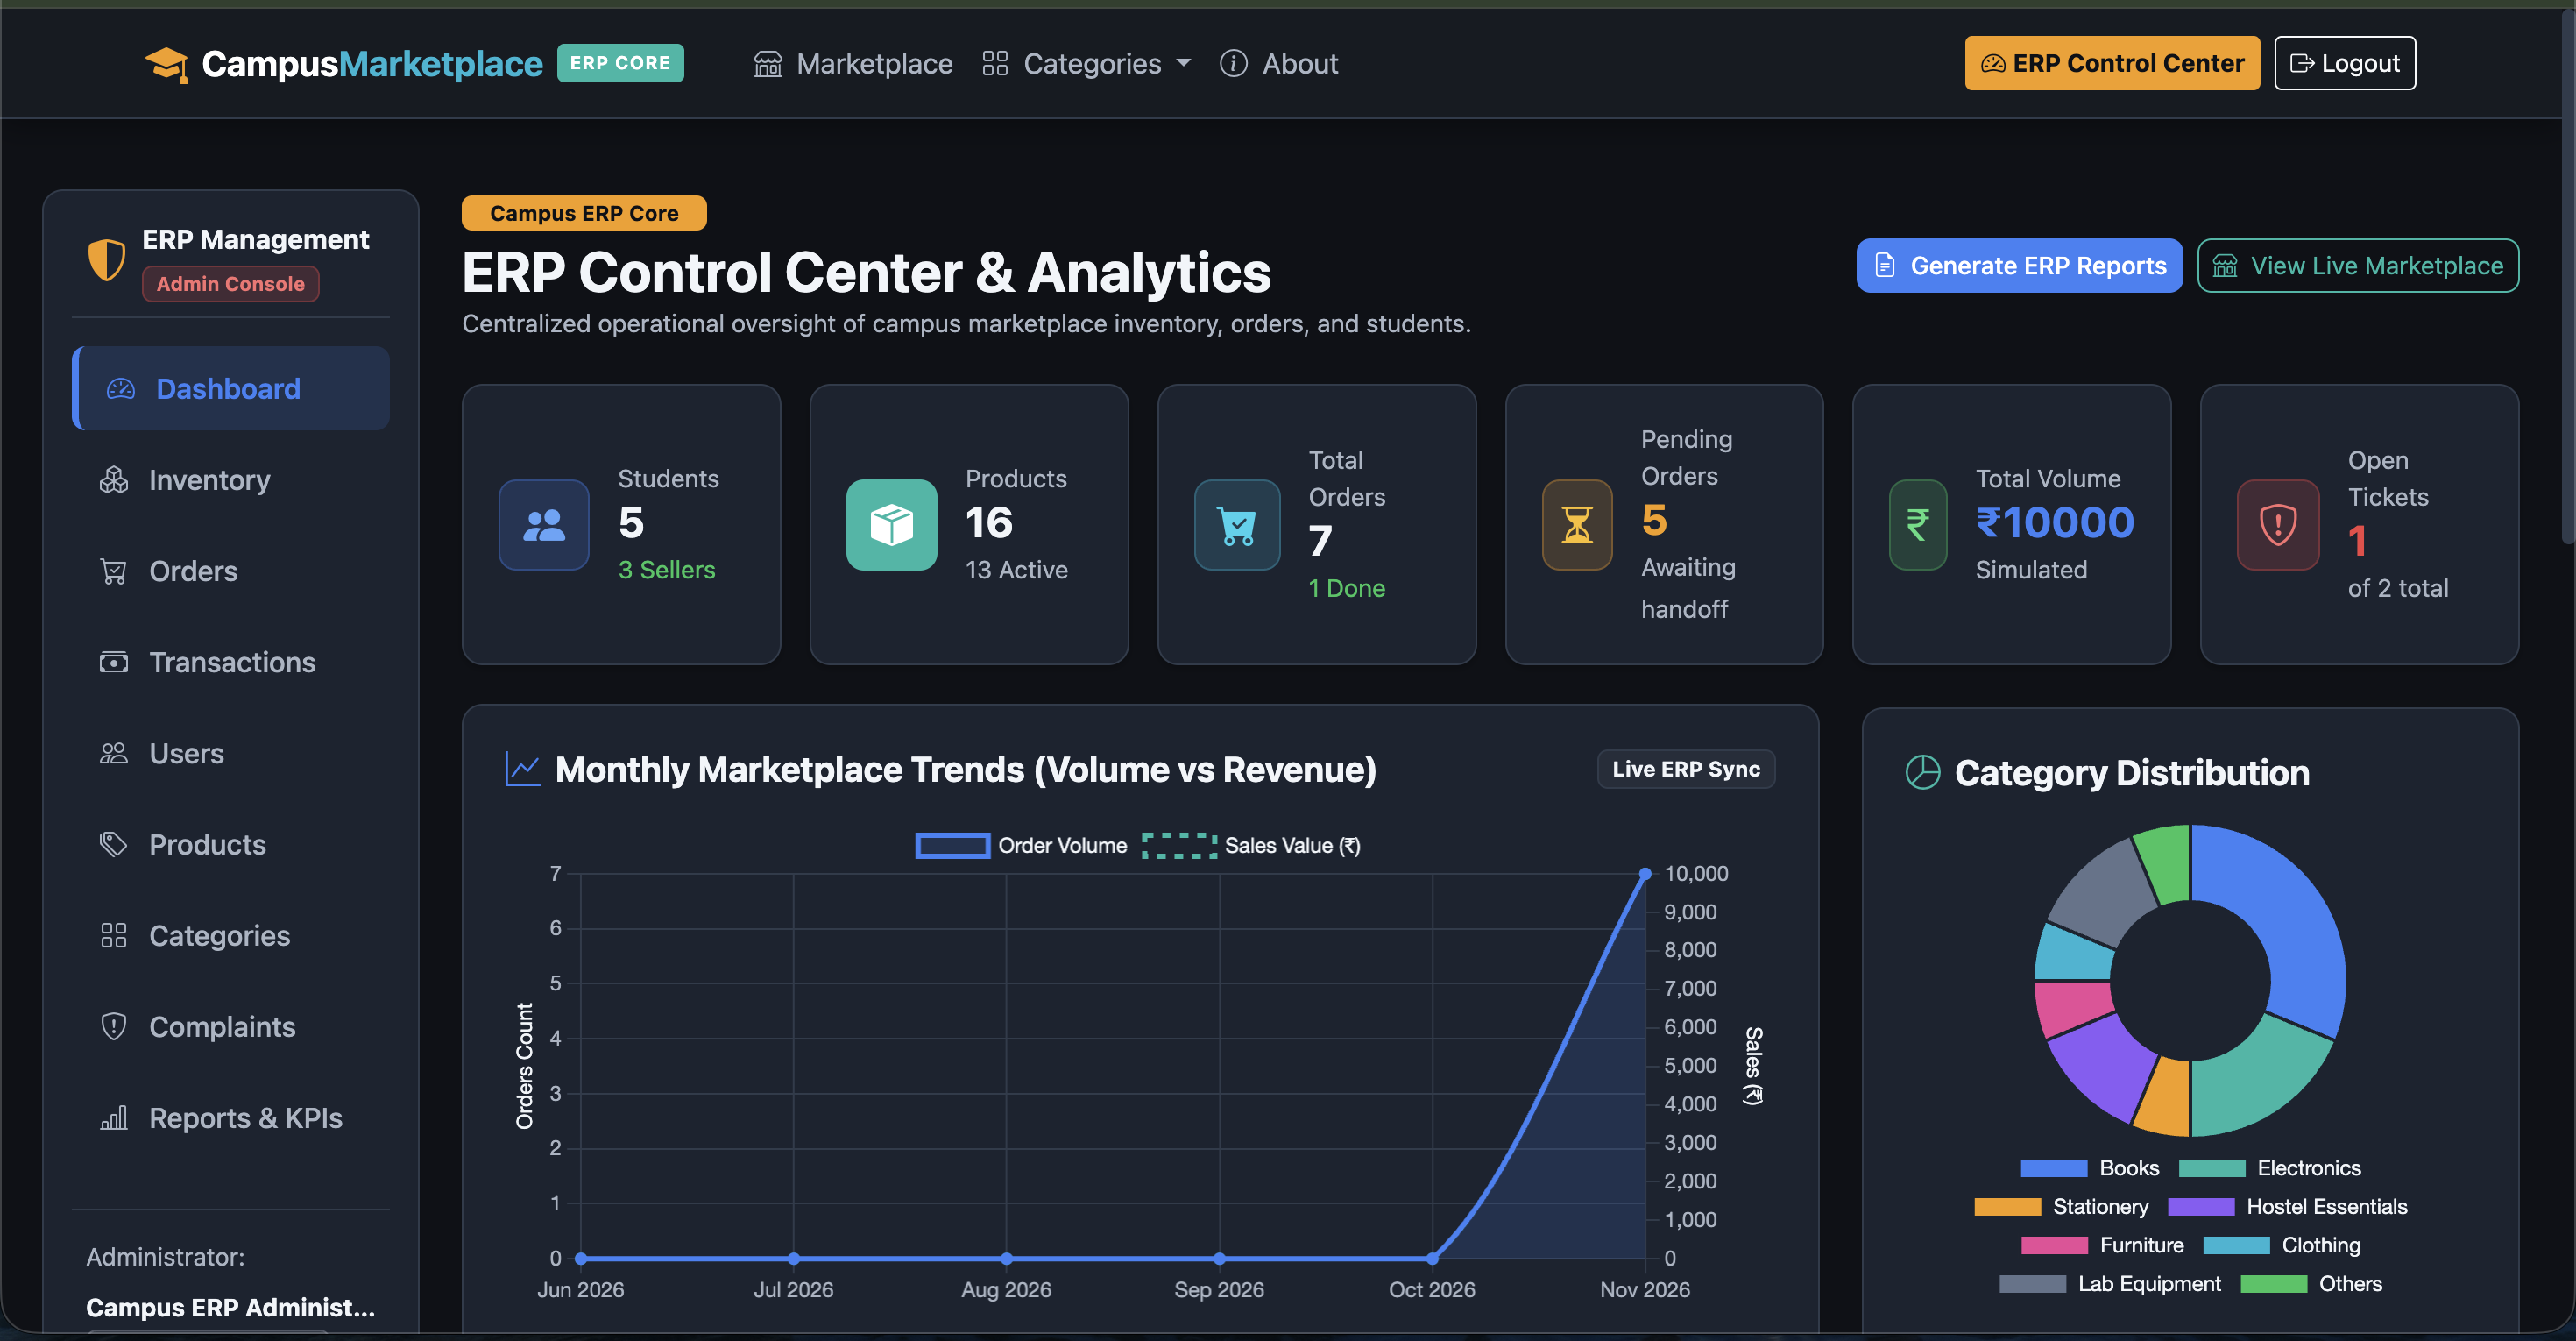 CampusMarketplace ERP CORE
Marketplace
Categories
About
ERP Control Center
Logout
ERP Management
Admin Console
Dashboard
Inventory
Orders
Transactions
Users
Products
Categories
Complaints
Reports & KPIs
Administrator:
Campus ERP Administ...
Campus ERP Core
ERP Control Center & Analytics
Centralized operational oversight of campus marketplace inventory, orders, and students.
Generate ERP Reports
View Live Marketplace
Students
5
3 Sellers
Products
16
13 Active
Total
Orders
7
1 Done
Pending
Orders
5
Awaiting
handoff
₹
Total Volume
₹10000
Simulated
Open
Tickets
1
of 2 total
Monthly Marketplace Trends (Volume vs Revenue)
Live ERP Sync
Order Volume
Sales Value (₹)
Orders Count
7
6
5
4
3
2
1
0
10,000
9,000
8,000
7,000
6,000
5,000
4,000
3,000
2,000
1,000
0
Sales (₹)
Jun 2026
Jul 2026
Aug 2026
Sep 2026
Oct 2026
Nov 2026
Category Distribution
Books
Electronics
Stationery
Hostel Essentials
Furniture
Clothing
Lab Equipment
Others